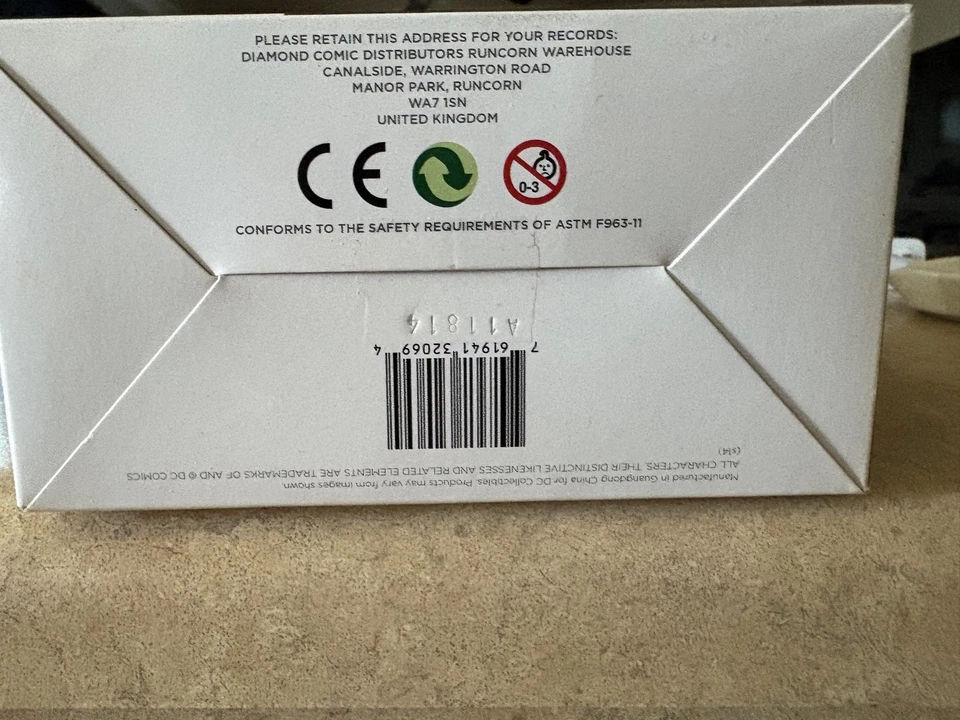 PLEASE RETAIN THIS ADDRESS FOR YOUR RECORDS:
DIAMOND COMIC DISTRIBUTORS RUNCORN WAREHOUSE
CANALSIDE, WARRINGTON ROAD
MANOR PARK, RUNCORN
WA7 1SN
UNITED KINGDOM
CE
0-3
CONFORMS TO THE SAFETY REQUIREMENTS OF ASTM F963-11
A11814
7 61941 32069 4
Manufactured in Guangdong China for DC Collectibles. Products may vary from images shown.
ALL CHARACTERS, THEIR DISTINCTIVE LIKENESSES AND RELATED ELEMENTS ARE TRADEMARKS OF AND © DC COMICS
(s14)